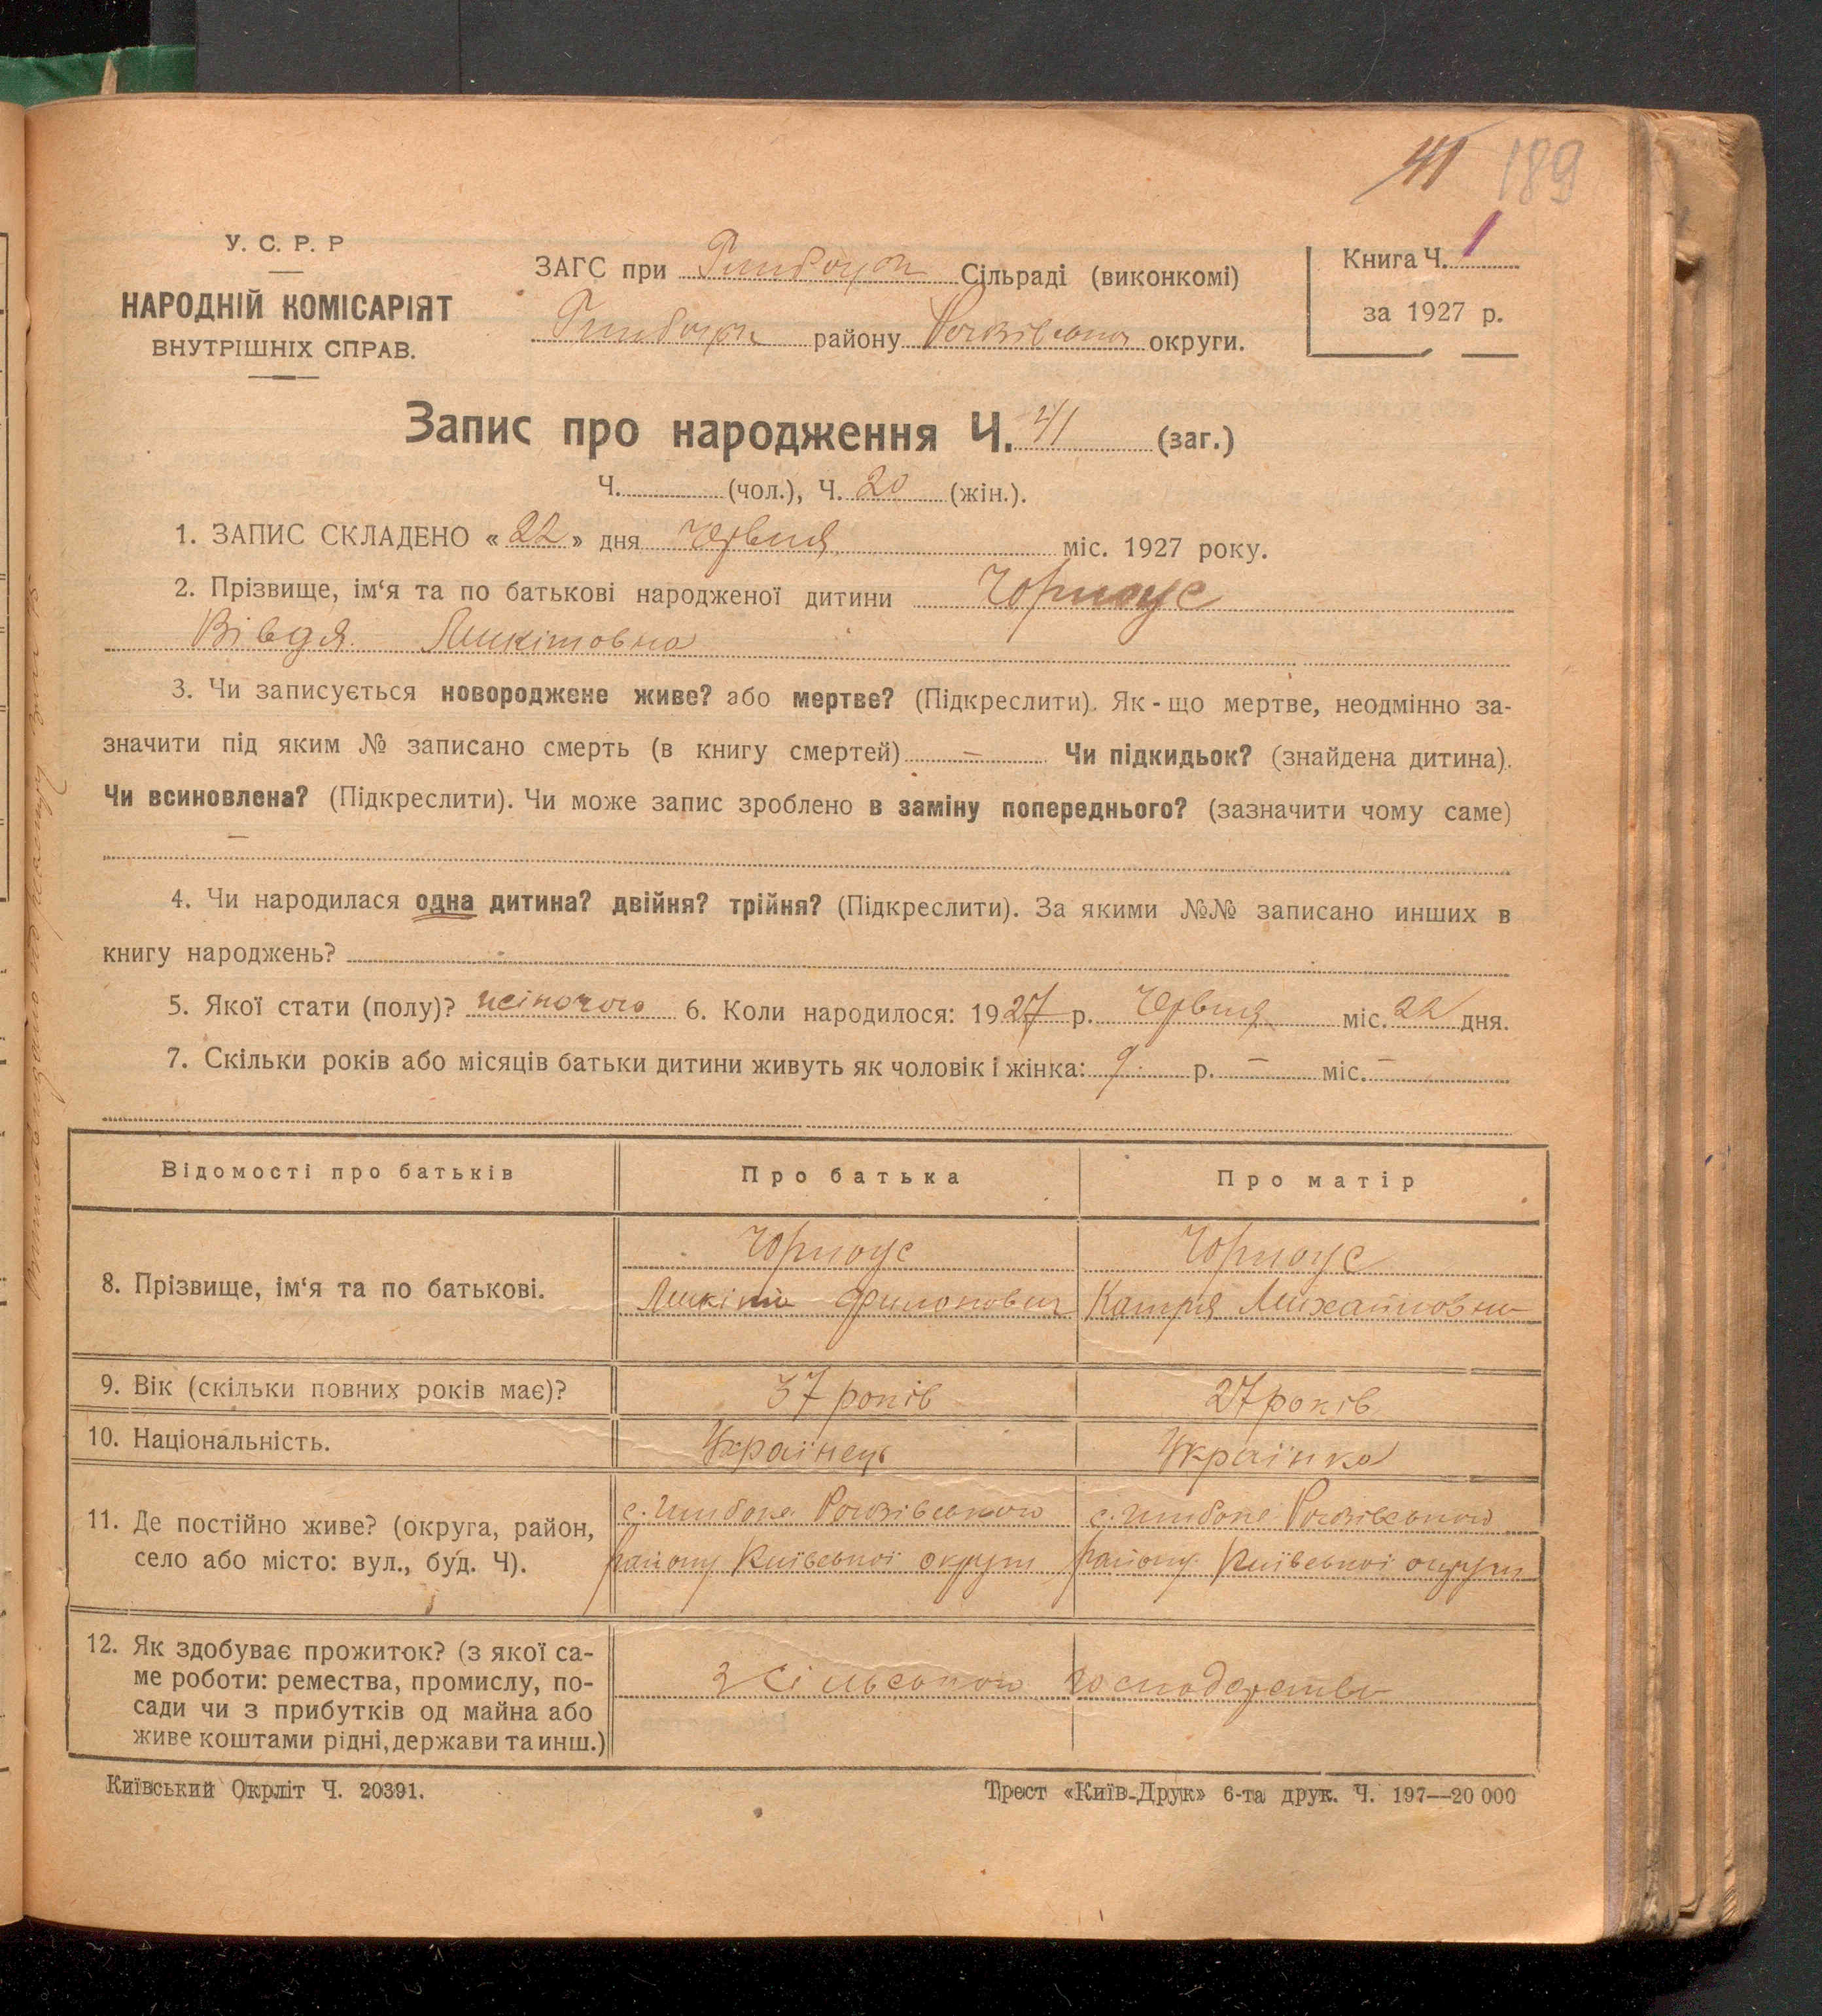 41 189
У. С. Р. Р
НАРОДНІЙ КОМІСАРІЯТ
ВНУТРІШНІХ СПРАВ.
ЗАГС при Сільраді (виконкомі)
району округи.
Книга Ч. 1
за 1927 р.
Запис про народження Ч. 41 (заг.)
Ч. (чол.), Ч. 20 (жін.).
1. ЗАПИС СКЛАДЕНО «22» дня Червня міс. 1927 року.
2. Прізвище, ім‘я та по батькові народженої дитини Чорноус
Вівдя Микітовна
3. Чи записується новороджене живе? або мертве? (Підкреслити). Як-що мертве, неодмінно за-
значити під яким № записано смерть (в книгу смертей) — Чи підкидьок? (знайдена дитина).
Чи всиновлена? (Підкреслити). Чи може запис зроблено в заміну попереднього? (зазначити чому саме)
—
4. Чи народилася одна дитина? двійня? трійня? (Підкреслити). За якими №№ записано инших в
книгу народжень?
5. Якої стати (полу)? жіночого 6. Коли народилося: 1927 р. Червня міс. 22 дня.
7. Скільки років або місяців батьки дитини живуть як чоловік і жінка: 9 р. — міс. —
Відомості про батьків Про батька Про матір
8. Прізвище, ім‘я та по батькові.
Чорноус Чорноус
Микіта Филонович Катря Михайловна
9. Вік (скільки повних років має)? 37 років 27 років
10. Національність. Українець Українка
11. Де постійно живе? (округа, район,
село або місто: вул., буд. Ч).
с. Глибоке с. Глибоке
району Київської округи району Київської округи
12. Як здобуває прожиток? (з якої са-
ме роботи: ремества, промислу, по-
сади чи з прибутків од майна або
живе коштами рідні, держави та инш.)
з сільського господарства
Київський Окрліт Ч. 20391.
Трест «Київ-Друк» 6-та друк. Ч. 197—20 000